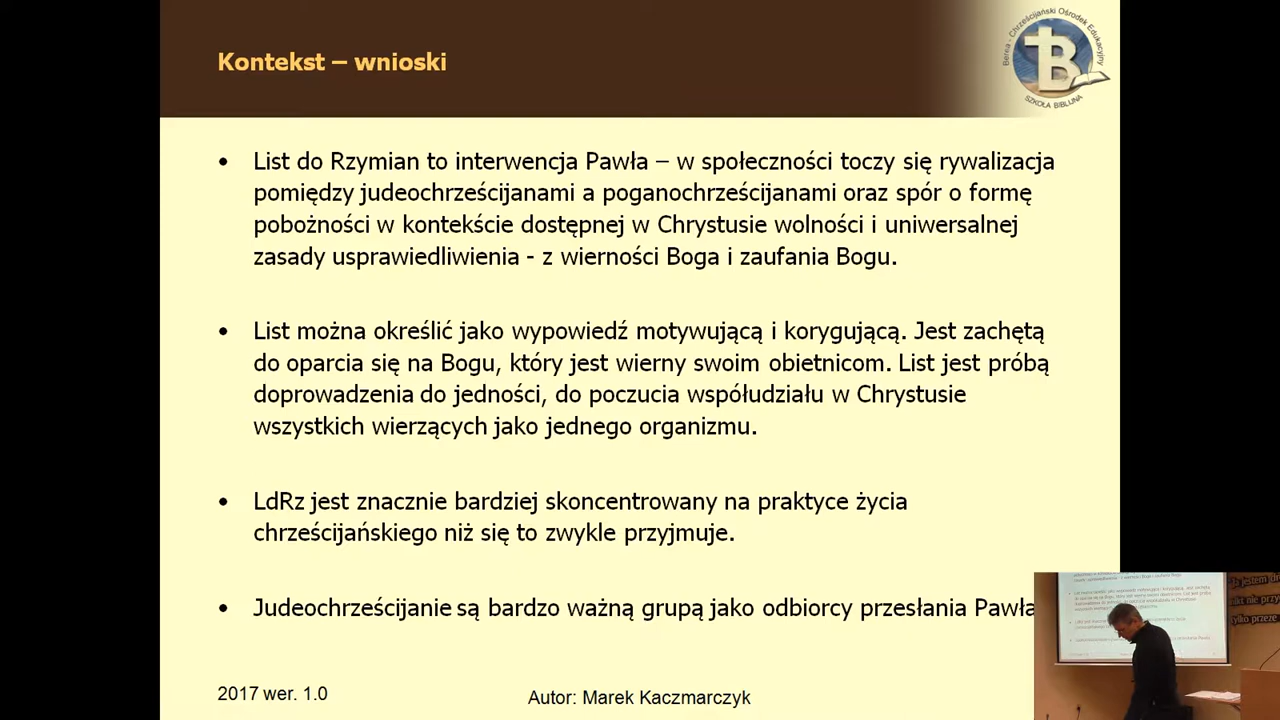 Kontekst – wnioski
Berea - Chrześcijański Ośrodek Edukacyjny
SZKOŁA BIBLIJNA
• List do Rzymian to interwencja Pawła – w społeczności toczy się rywalizacja
pomiędzy judeochrześcijanami a poganochrześcijanami oraz spór o formę
pobożności w kontekście dostępnej w Chrystusie wolności i uniwersalnej
zasady usprawiedliwienia - z wierności Boga i zaufania Bogu.
• List można określić jako wypowiedź motywującą i korygującą. Jest zachętą
do oparcia się na Bogu, który jest wierny swoim obietnicom. List jest próbą
doprowadzenia do jedności, do poczucia współudziału w Chrystusie
wszystkich wierzących jako jednego organizmu.
• LdRz jest znacznie bardziej skoncentrowany na praktyce życia
chrześcijańskiego niż się to zwykle przyjmuje.
• Judeochrześcijanie są bardzo ważną grupą jako odbiorcy przesłania Pawła
2017 wer. 1.0
Autor: Marek Kaczmarczyk